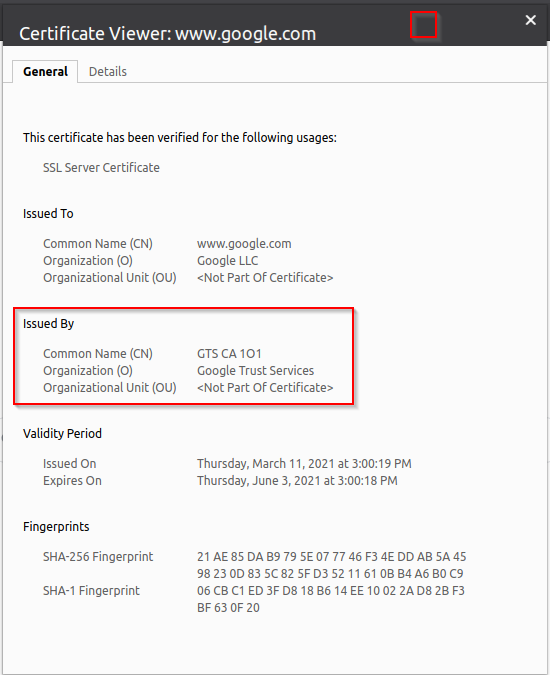 Certificate Viewer: www.google.com
General Details
This certificate has been verified for the following usages:
SSL Server Certificate
Issued To
Common Name (CN) www.google.com
Organization (O) Google LLC
Organizational Unit (OU) <Not Part Of Certificate>
Issued By
Common Name (CN) GTS CA 1O1
Organization (O) Google Trust Services
Organizational Unit (OU) <Not Part Of Certificate>
Validity Period
Issued On Thursday, March 11, 2021 at 3:00:19 PM
Expires On Thursday, June 3, 2021 at 3:00:18 PM
Fingerprints
SHA-256 Fingerprint 21 AE 85 DA B9 79 5E 07 77 46 F3 4E DD AB 5A 45
98 23 0D 83 5C 82 5F D3 52 11 61 0B B4 A6 B0 C9
SHA-1 Fingerprint 06 CB C1 ED 3F D8 18 B6 14 EE 10 02 2A D8 2B F3
BF 63 0F 20